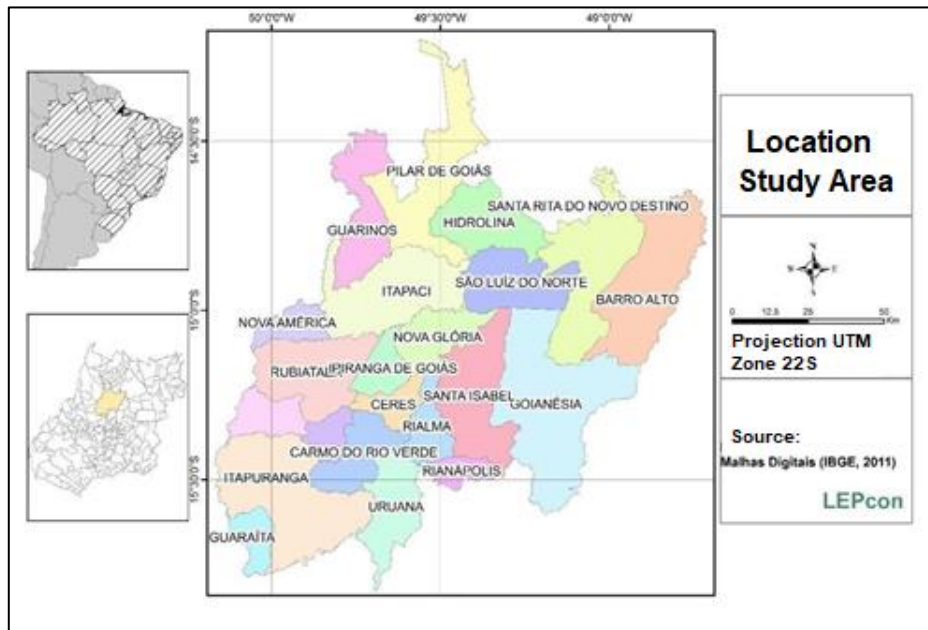 50°0'0"W 49°30'0"W 49°0'0"W
14°30'0"S
15°0'0"S
15°30'0"S
PILAR DE GOIÁS
SANTA RITA DO NOVO DESTINO
HIDROLINA
GUARINOS
SÃO LUÍZ DO NORTE
ITAPACI
BARRO ALTO
NOVA AMÉRICA
NOVA GLÓRIA
RUBIATABA
IPIRANGA DE GOIÁS
SANTA ISABEL
GOIANÉSIA
CERES
RIALMA
CARMO DO RIO VERDE
RIANÁPOLIS
ITAPURANGA
URUANA
GUARAÍTA
Location
Study Area
N
S
E
0 12.5 25 50
Km
Projection UTM
Zone 22S
Source:
Malhas Digitais (IBGE, 2011)
LEPcon